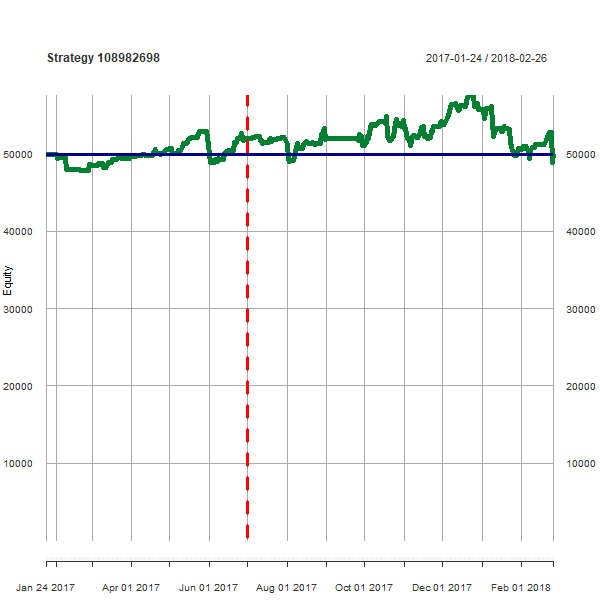 Strategy 108982698
2017-01-24 / 2018-02-26
50000
50000
40000
40000
Equity
30000
30000
20000
20000
10000
10000
Jan 24 2017
Apr 01 2017
Jun 01 2017
Aug 01 2017
Oct 01 2017
Dec 01 2017
Feb 01 2018